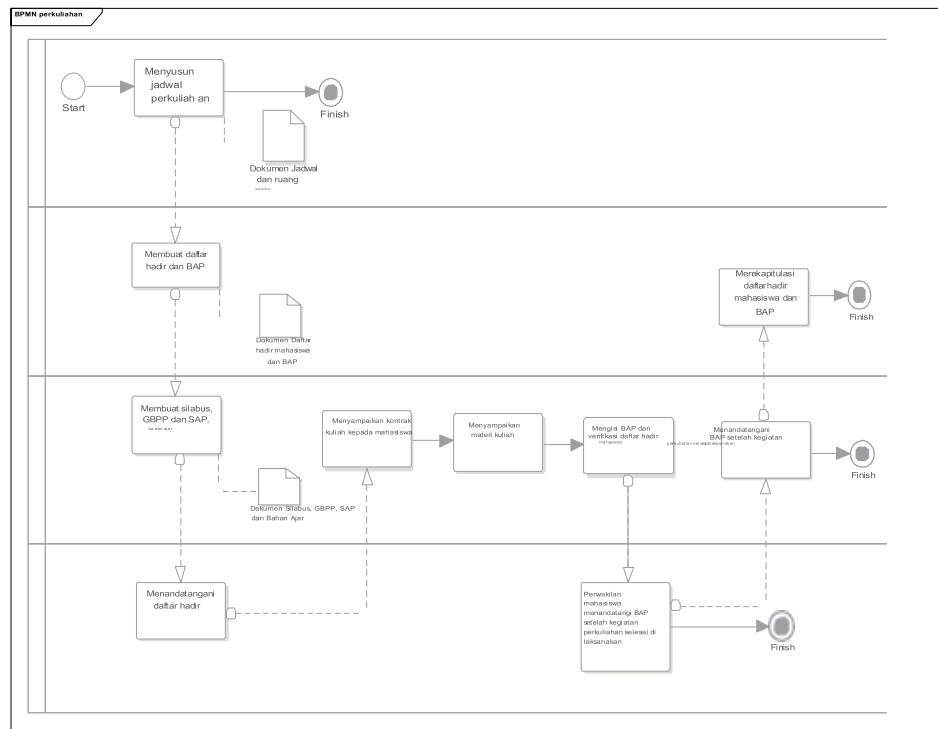 BPMN perkuliahan
Menyusun
jadwal
perkuliah an
Start
Finish
Dokumen Jadwal
dan ruang
Membuat daftar
hadir dan BAP
Dokumen Daftar
hadir mahasiswa
dan BAP
Merekapitulasi
daftarhadir
mahasiswa dan
BAP
Finish
Membuat silabus,
GBPP dan SAP,
bahan ajar
Dokumen Silabus, GBPP, SAP
dan Bahan Ajar
Menyampaikan kontrak
kuliah kepada mahasiswa
Menyampaikan
materi kuliah
Mengisi BAP dan
verifikasi daftar hadir
mahasiswa
Menandatangani
BAP setelah kegiatan
Finish
Menandatangani
daftar hadir
Perwakilan
mahasiswa
menandatangi BAP
setelah kegiatan
perkuliahan selesai di
laksanakan
Finish